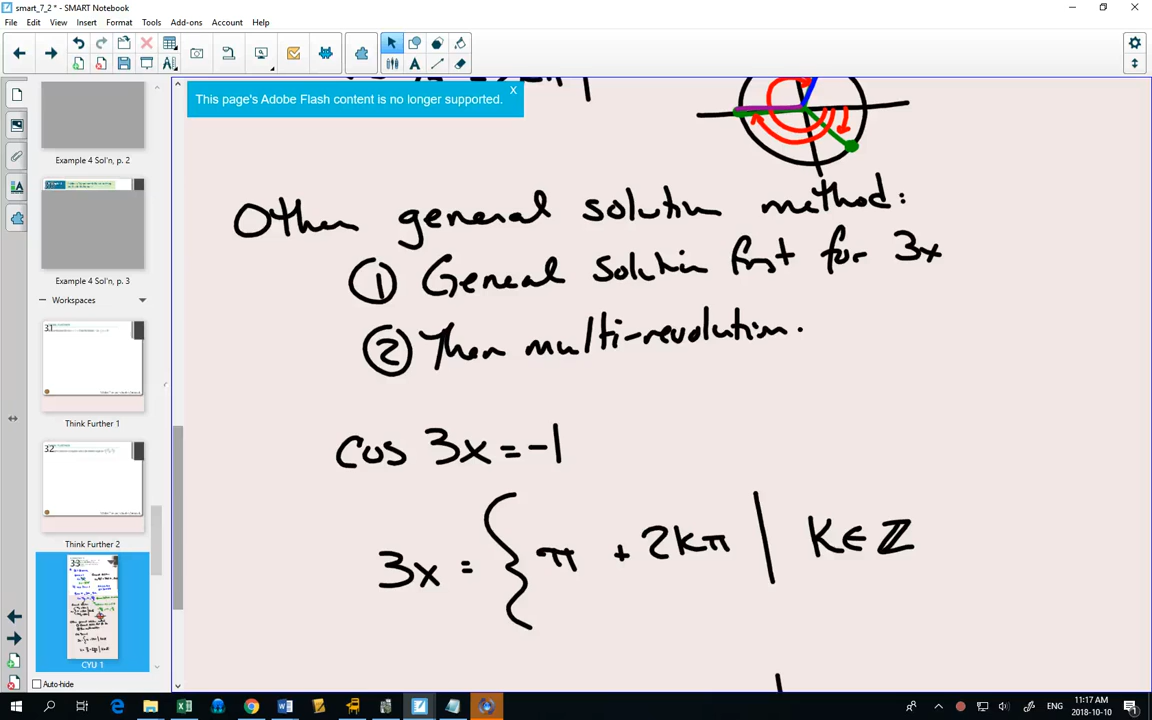 smart_7_2 * - SMART Notebook
File Edit View Insert Format Tools Add-ons Account Help
This page's Adobe Flash content is no longer supported. X
Example 4 Sol'n, p. 2
Example 4 Sol'n, p. 3
Workspaces
31
Think Further 1
32
Think Further 2
33
CYU 1
Auto-hide
Other general solution method:
① General solution first for 3x
② Then multi-revolution.
cos 3x = -1
3x = { π + 2kπ | k ∈ ℤ
ENG
11:17 AM
2018-10-10